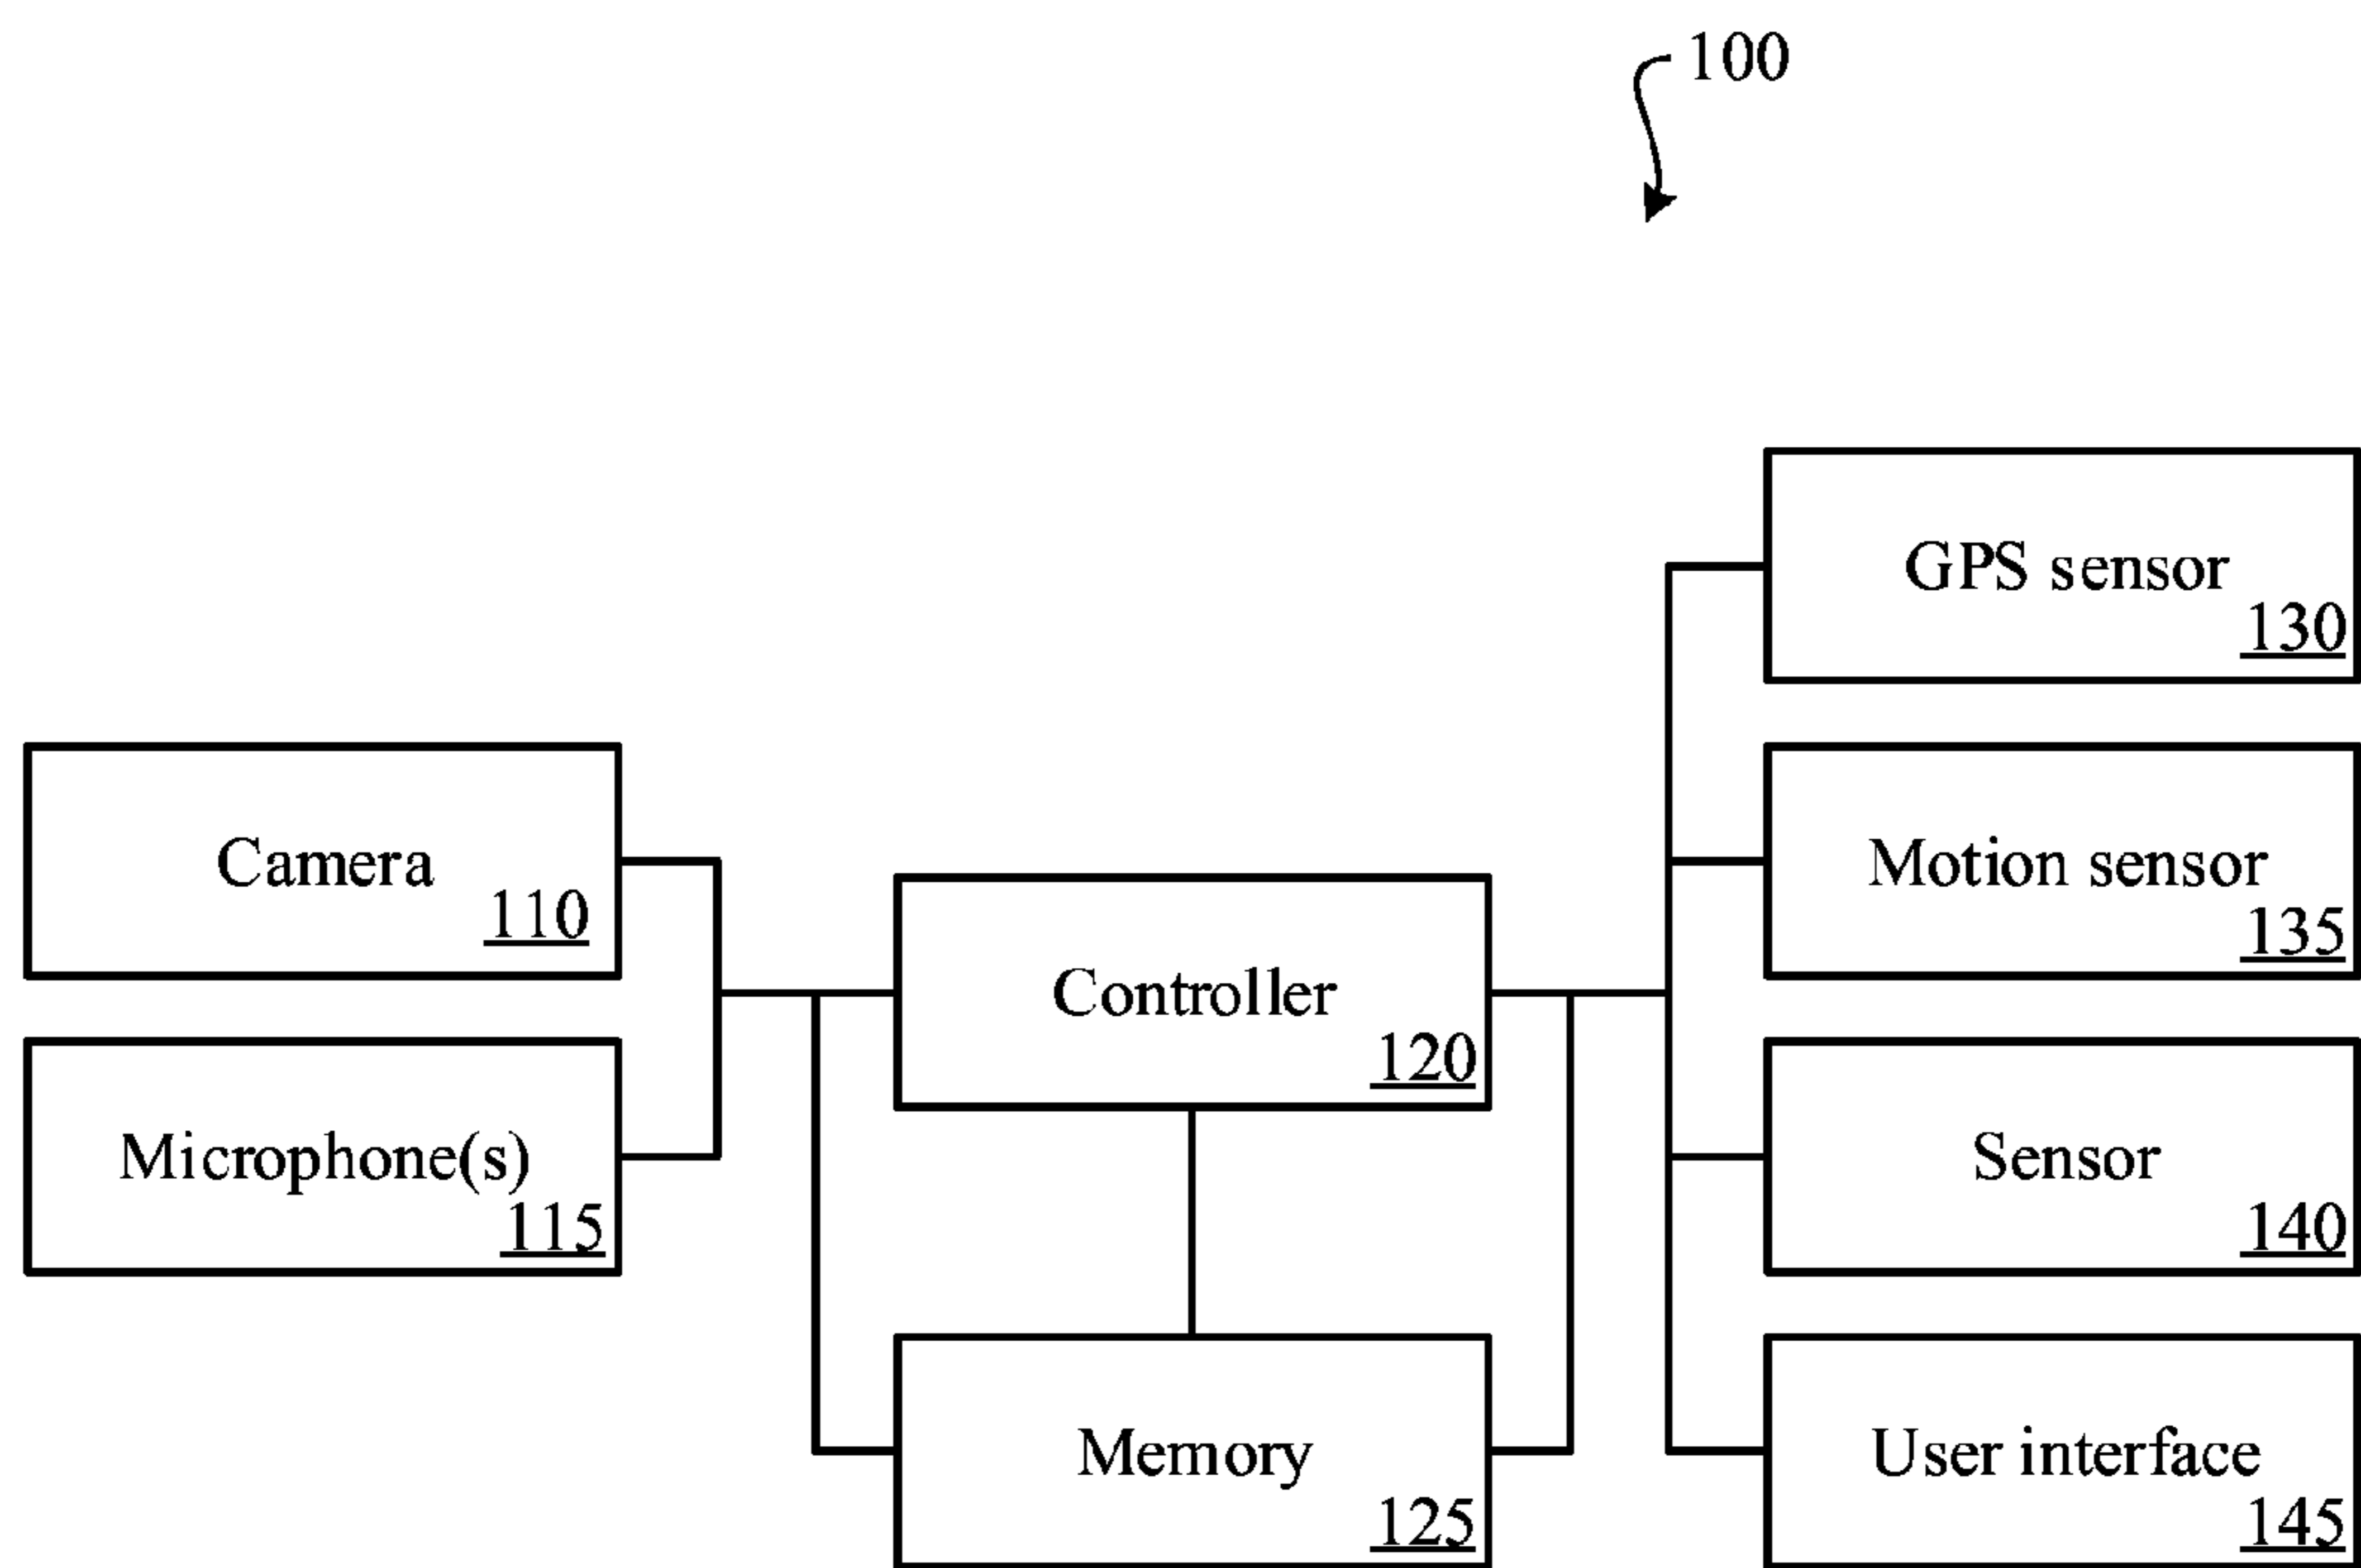 100
GPS sensor
130
Camera
110
Motion sensor
135
Controller
120
Microphone(s)
115
Sensor
140
Memory
125
User interface
145